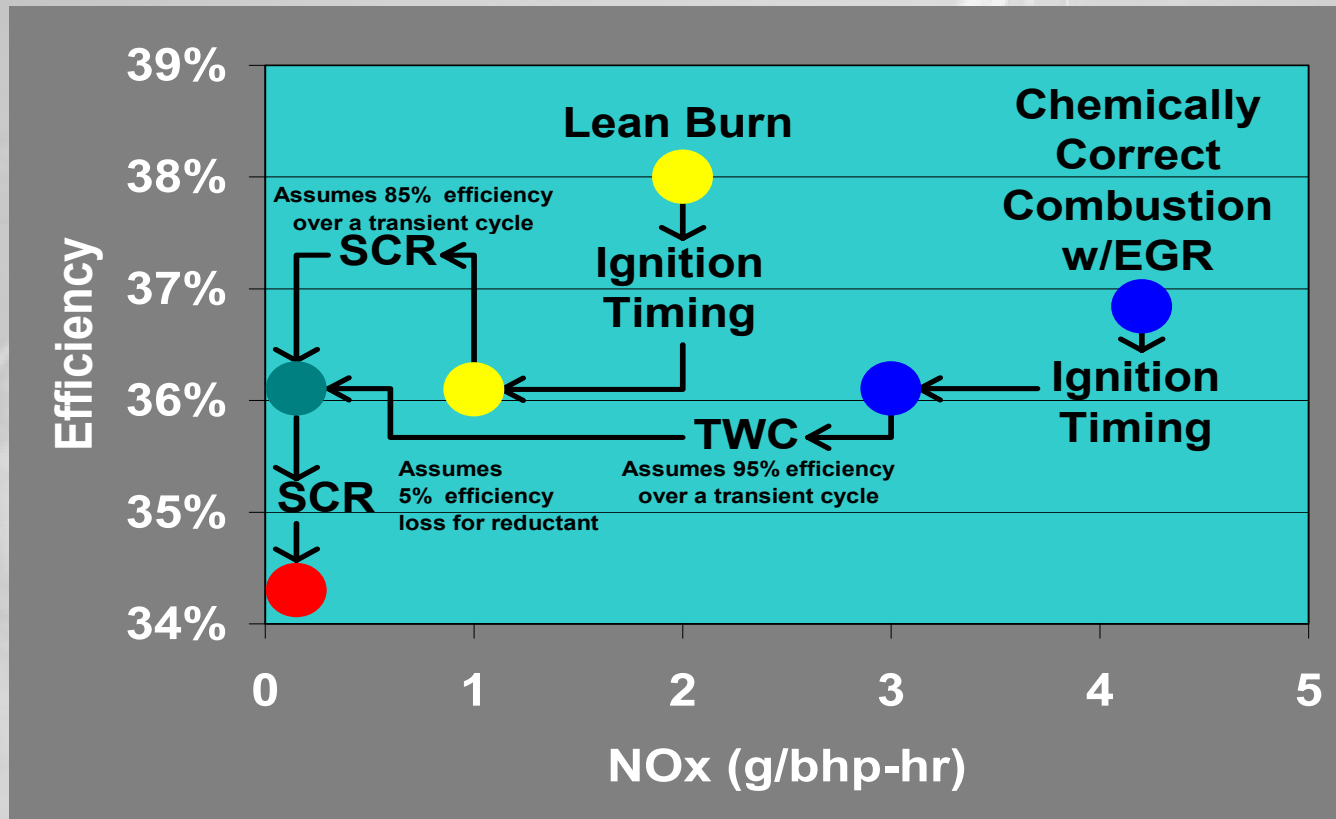 39%
38%
37%
36%
35%
34%
Efficiency
Lean Burn
Chemically
Correct
Combustion
w/EGR
Assumes 85% efficiency
over a transient cycle
SCR
Ignition
Timing
Ignition
Timing
TWC
Assumes 95% efficiency
over a transient cycle
Assumes
5% efficiency
loss for reductant
SCR
0
1
2
3
4
5
NOx (g/bhp-hr)